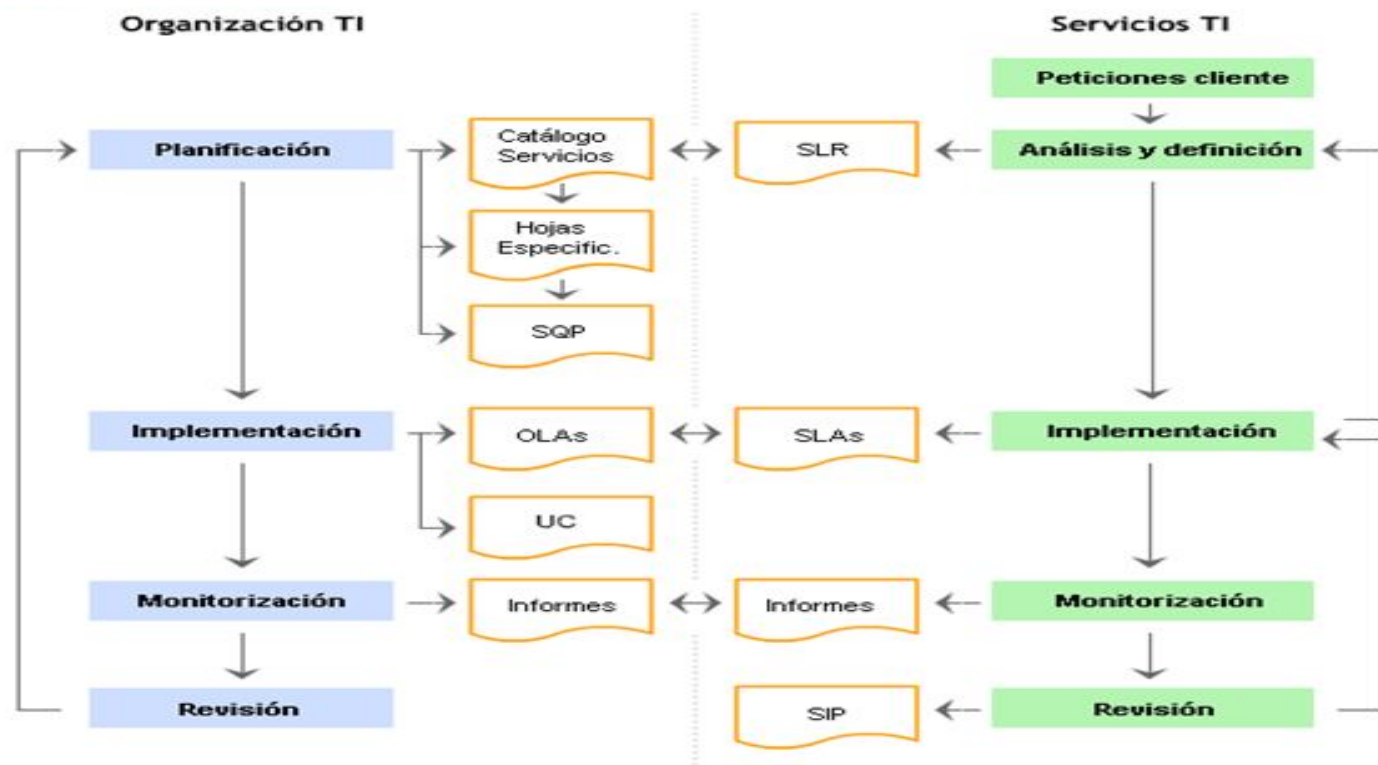 Organización TI
Servicios TI
Peticiones cliente
Planificación
Catálogo
Servicios
SLR
Análisis y definición
Hojas
Especific.
SQP
Implementación
OLAs
SLAs
Implementación
UC
Monitorización
Informes
Informes
Monitorización
Revisión
SIP
Revisión